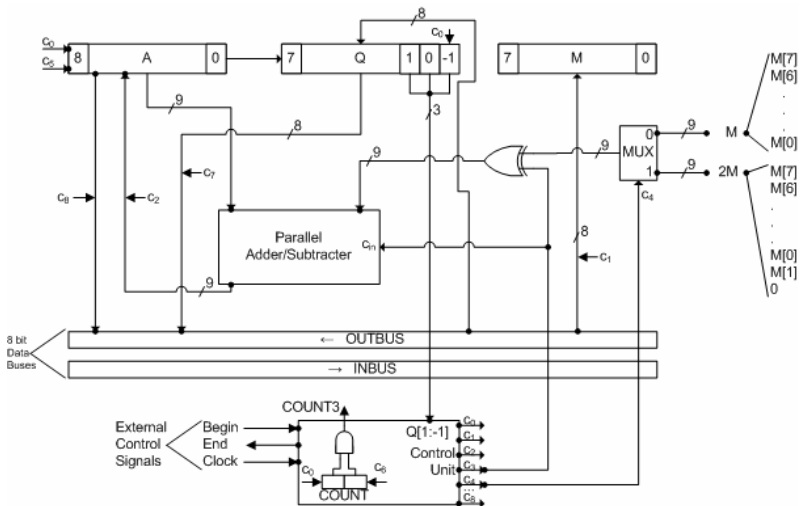 8
c₀
c₀
c₅
8
A
0
7
Q
1
0
-1
7
M
0
M[7]
M[6]
.
.
M[0]
9
8
3
9
9
0
MUX
1
9
M
9
2M
c₄
M[7]
M[6]
.
.
.
M[0]
M[1]
0
c₈
c₂
c₇
Parallel
Adder/Subtracter
cᵢₙ
8
c₁
9
8 bit
Data
Buses
← OUTBUS
→ INBUS
COUNT3
External
Control
Signals
Begin
End
Clock
Q[1:-1]
Control
Unit
c₀
c₆
COUNT
c₀
c₁
c₂
c₃
c₄
...
c₈